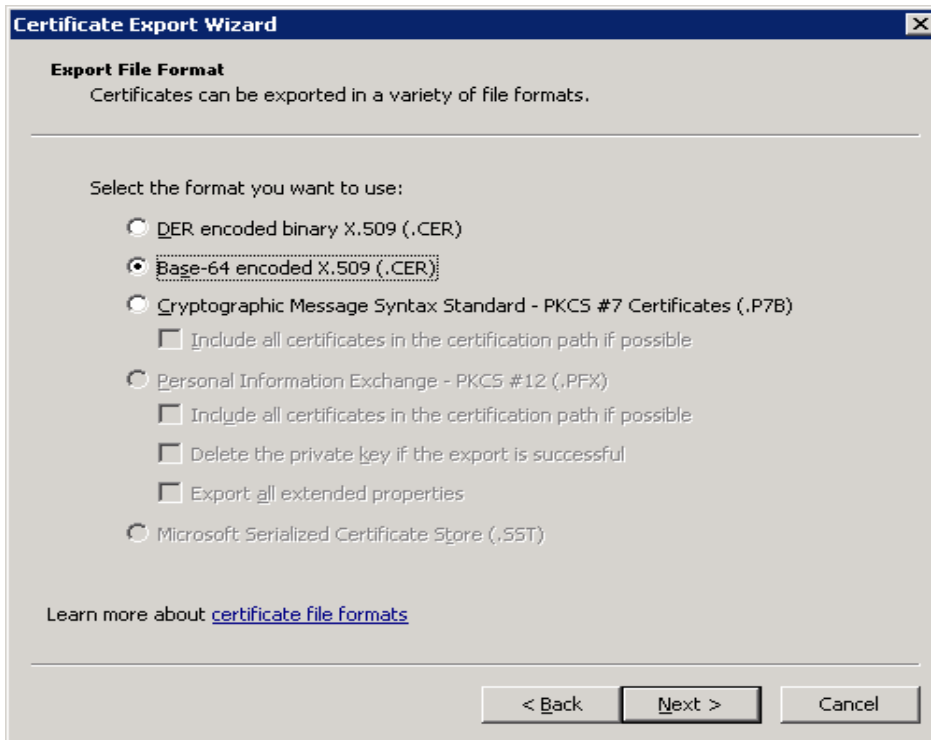 Certificate Export Wizard
Export File Format
Certificates can be exported in a variety of file formats.
Select the format you want to use:
DER encoded binary X.509 (.CER)
Base-64 encoded X.509 (.CER)
Cryptographic Message Syntax Standard - PKCS #7 Certificates (.P7B)
Include all certificates in the certification path if possible
Personal Information Exchange - PKCS #12 (.PFX)
Include all certificates in the certification path if possible
Delete the private key if the export is successful
Export all extended properties
Microsoft Serialized Certificate Store (.SST)
Learn more about certificate file formats
< Back Next > Cancel